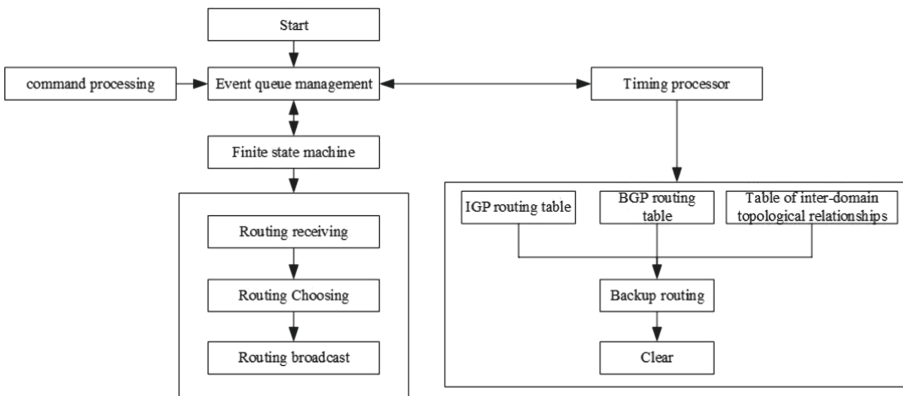 Start
command processing
Event queue management
Timing processor
Finite state machine
IGP routing table
BGP routing
table
Table of inter-domain
topological relationships
Routing receiving
Routing Choosing
Backup routing
Routing broadcast
Clear